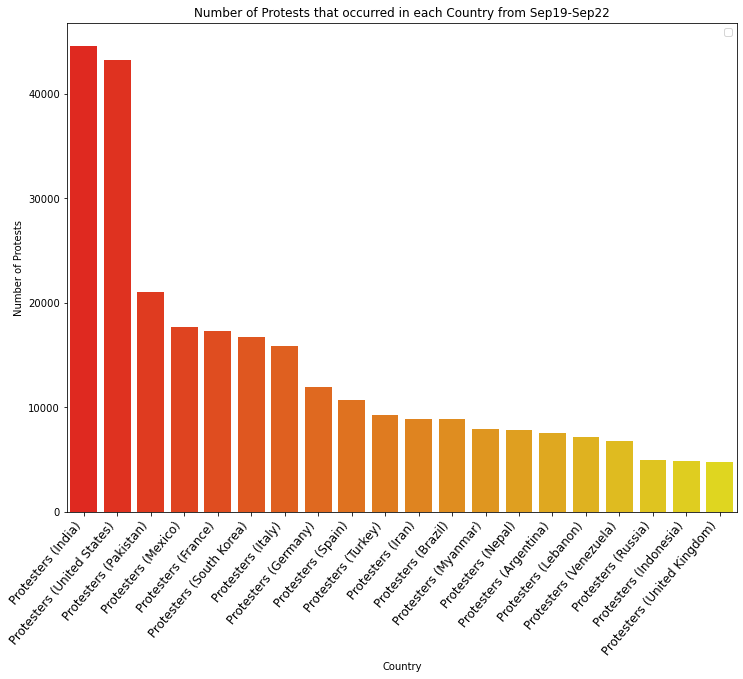 Number of Protests that occurred in each Country from Sep19-Sep22
Number of Protests
40000
30000
20000
10000
0
Protesters (India)
Protesters (United States)
Protesters (Pakistan)
Protesters (Mexico)
Protesters (France)
Protesters (South Korea)
Protesters (Italy)
Protesters (Germany)
Protesters (Spain)
Protesters (Turkey)
Protesters (Iran)
Protesters (Brazil)
Protesters (Myanmar)
Protesters (Nepal)
Protesters (Argentina)
Protesters (Lebanon)
Protesters (Venezuela)
Protesters (Russia)
Protesters (Indonesia)
Protesters (United Kingdom)
Country